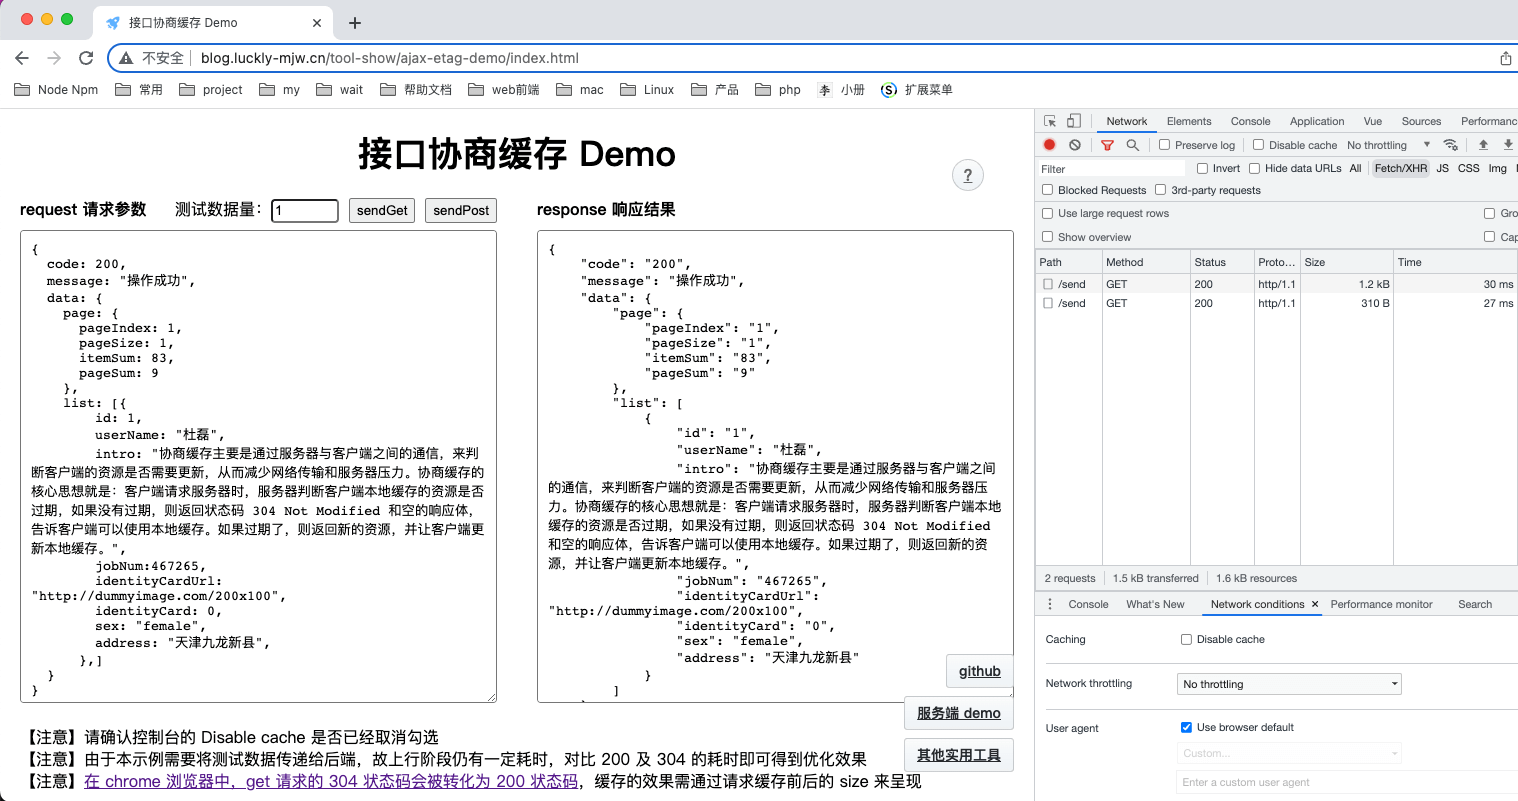 接口协商缓存 Demo
不安全 blog.luckly-mjw.cn/tool-show/ajax-etag-demo/index.html
Node Npm 常用 project my wait 帮助文档 web前端 mac Linux 产品 php 小册 扩展菜单
接口协商缓存 Demo
?
request 请求参数 测试数据量: 1 sendGet sendPost
{
code: 200,
message: "操作成功",
data: {
page: {
pageIndex: 1,
pageSize: 1,
itemSum: 83,
pageSum: 9
},
list: [{
id: 1,
userName: "杜磊",
intro: "协商缓存主要是通过服务器与客户端之间的通信，来判
断客户端的资源是否需要更新，从而减少网络传输和服务器压力。协商缓存的
核心思想就是：客户端请求服务器时，服务器判断客户端本地缓存的资源是否
过期，如果没有过期，则返回状态码 304 Not Modified 和空的响应体，
告诉客户端可以使用本地缓存。如果过期了，则返回新的资源，并让客户端更
新本地缓存。",
jobNum:467265,
identityCardUrl:
"http://dummyimage.com/200x100",
identityCard: 0,
sex: "female",
address: "天津九龙新县",
},]
}
}
response 响应结果
{
"code": "200",
"message": "操作成功",
"data": {
"page": {
"pageIndex": "1",
"pageSize": "1",
"itemSum": "83",
"pageSum": "9"
},
"list": [
{
"id": "1",
"userName": "杜磊",
"intro": "协商缓存主要是通过服务器与客户端之间
的通信，来判断客户端的资源是否需要更新，从而减少网络传输和服务器压
力。协商缓存的核心思想就是：客户端请求服务器时，服务器判断客户端本地
缓存的资源是否过期，如果没有过期，则返回状态码 304 Not Modified
和空的响应体，告诉客户端可以使用本地缓存。如果过期了，则返回新的资
源，并让客户端更新本地缓存。",
"jobNum": "467265",
"identityCardUrl":
"http://dummyimage.com/200x100",
"identityCard": "0",
"sex": "female",
"address": "天津九龙新县"
}
]
github
服务端 demo
其他实用工具
【注意】请确认控制台的 Disable cache 是否已经取消勾选
【注意】由于本示例需要将测试数据传递给后端，故上行阶段仍有一定耗时，对比 200 及 304 的耗时即可得到优化效果
【注意】在 chrome 浏览器中，get 请求的 304 状态码会被转化为 200 状态码，缓存的效果需通过请求缓存前后的 size 来呈现
Network Elements Console Application Vue Sources Performanc
Preserve log Disable cache No throttling
Filter Invert Hide data URLs All Fetch/XHR JS CSS Img
Blocked Requests 3rd-party requests
Use large request rows Gro
Show overview Cap
Path Method Status Proto... Size Time
/send GET 200 http/1.1 1.2 kB 30 ms
/send GET 200 http/1.1 310 B 27 ms
2 requests 1.5 kB transferred 1.6 kB resources
Console What's New Network conditions Performance monitor Search
Caching Disable cache
Network throttling No throttling
User agent Use browser default
Custom...
Enter a custom user agent